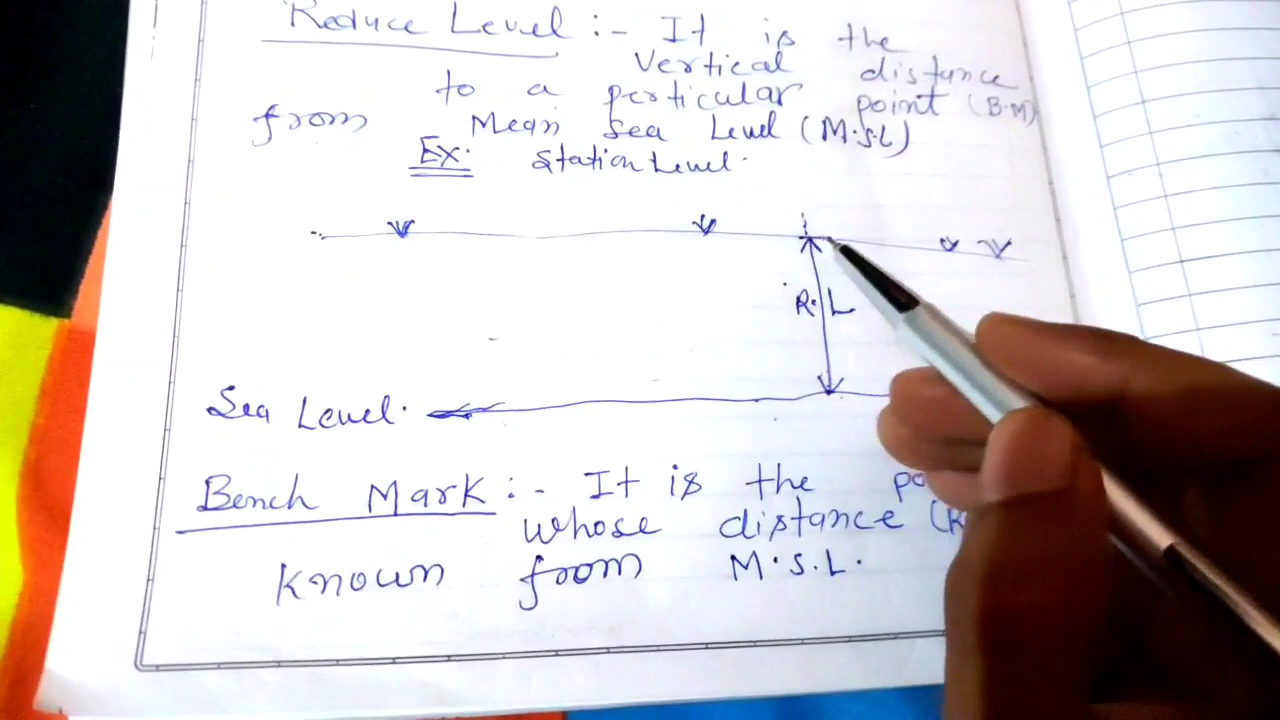 Reduce Level :- It is the
vertical distance
to a perticular point (B.M)
from Mean Sea Level (M.S.L)
Ex. Station Level.
R.L
Sea Level.
Bench Mark :- It is the
whose distance
known from M.S.L.